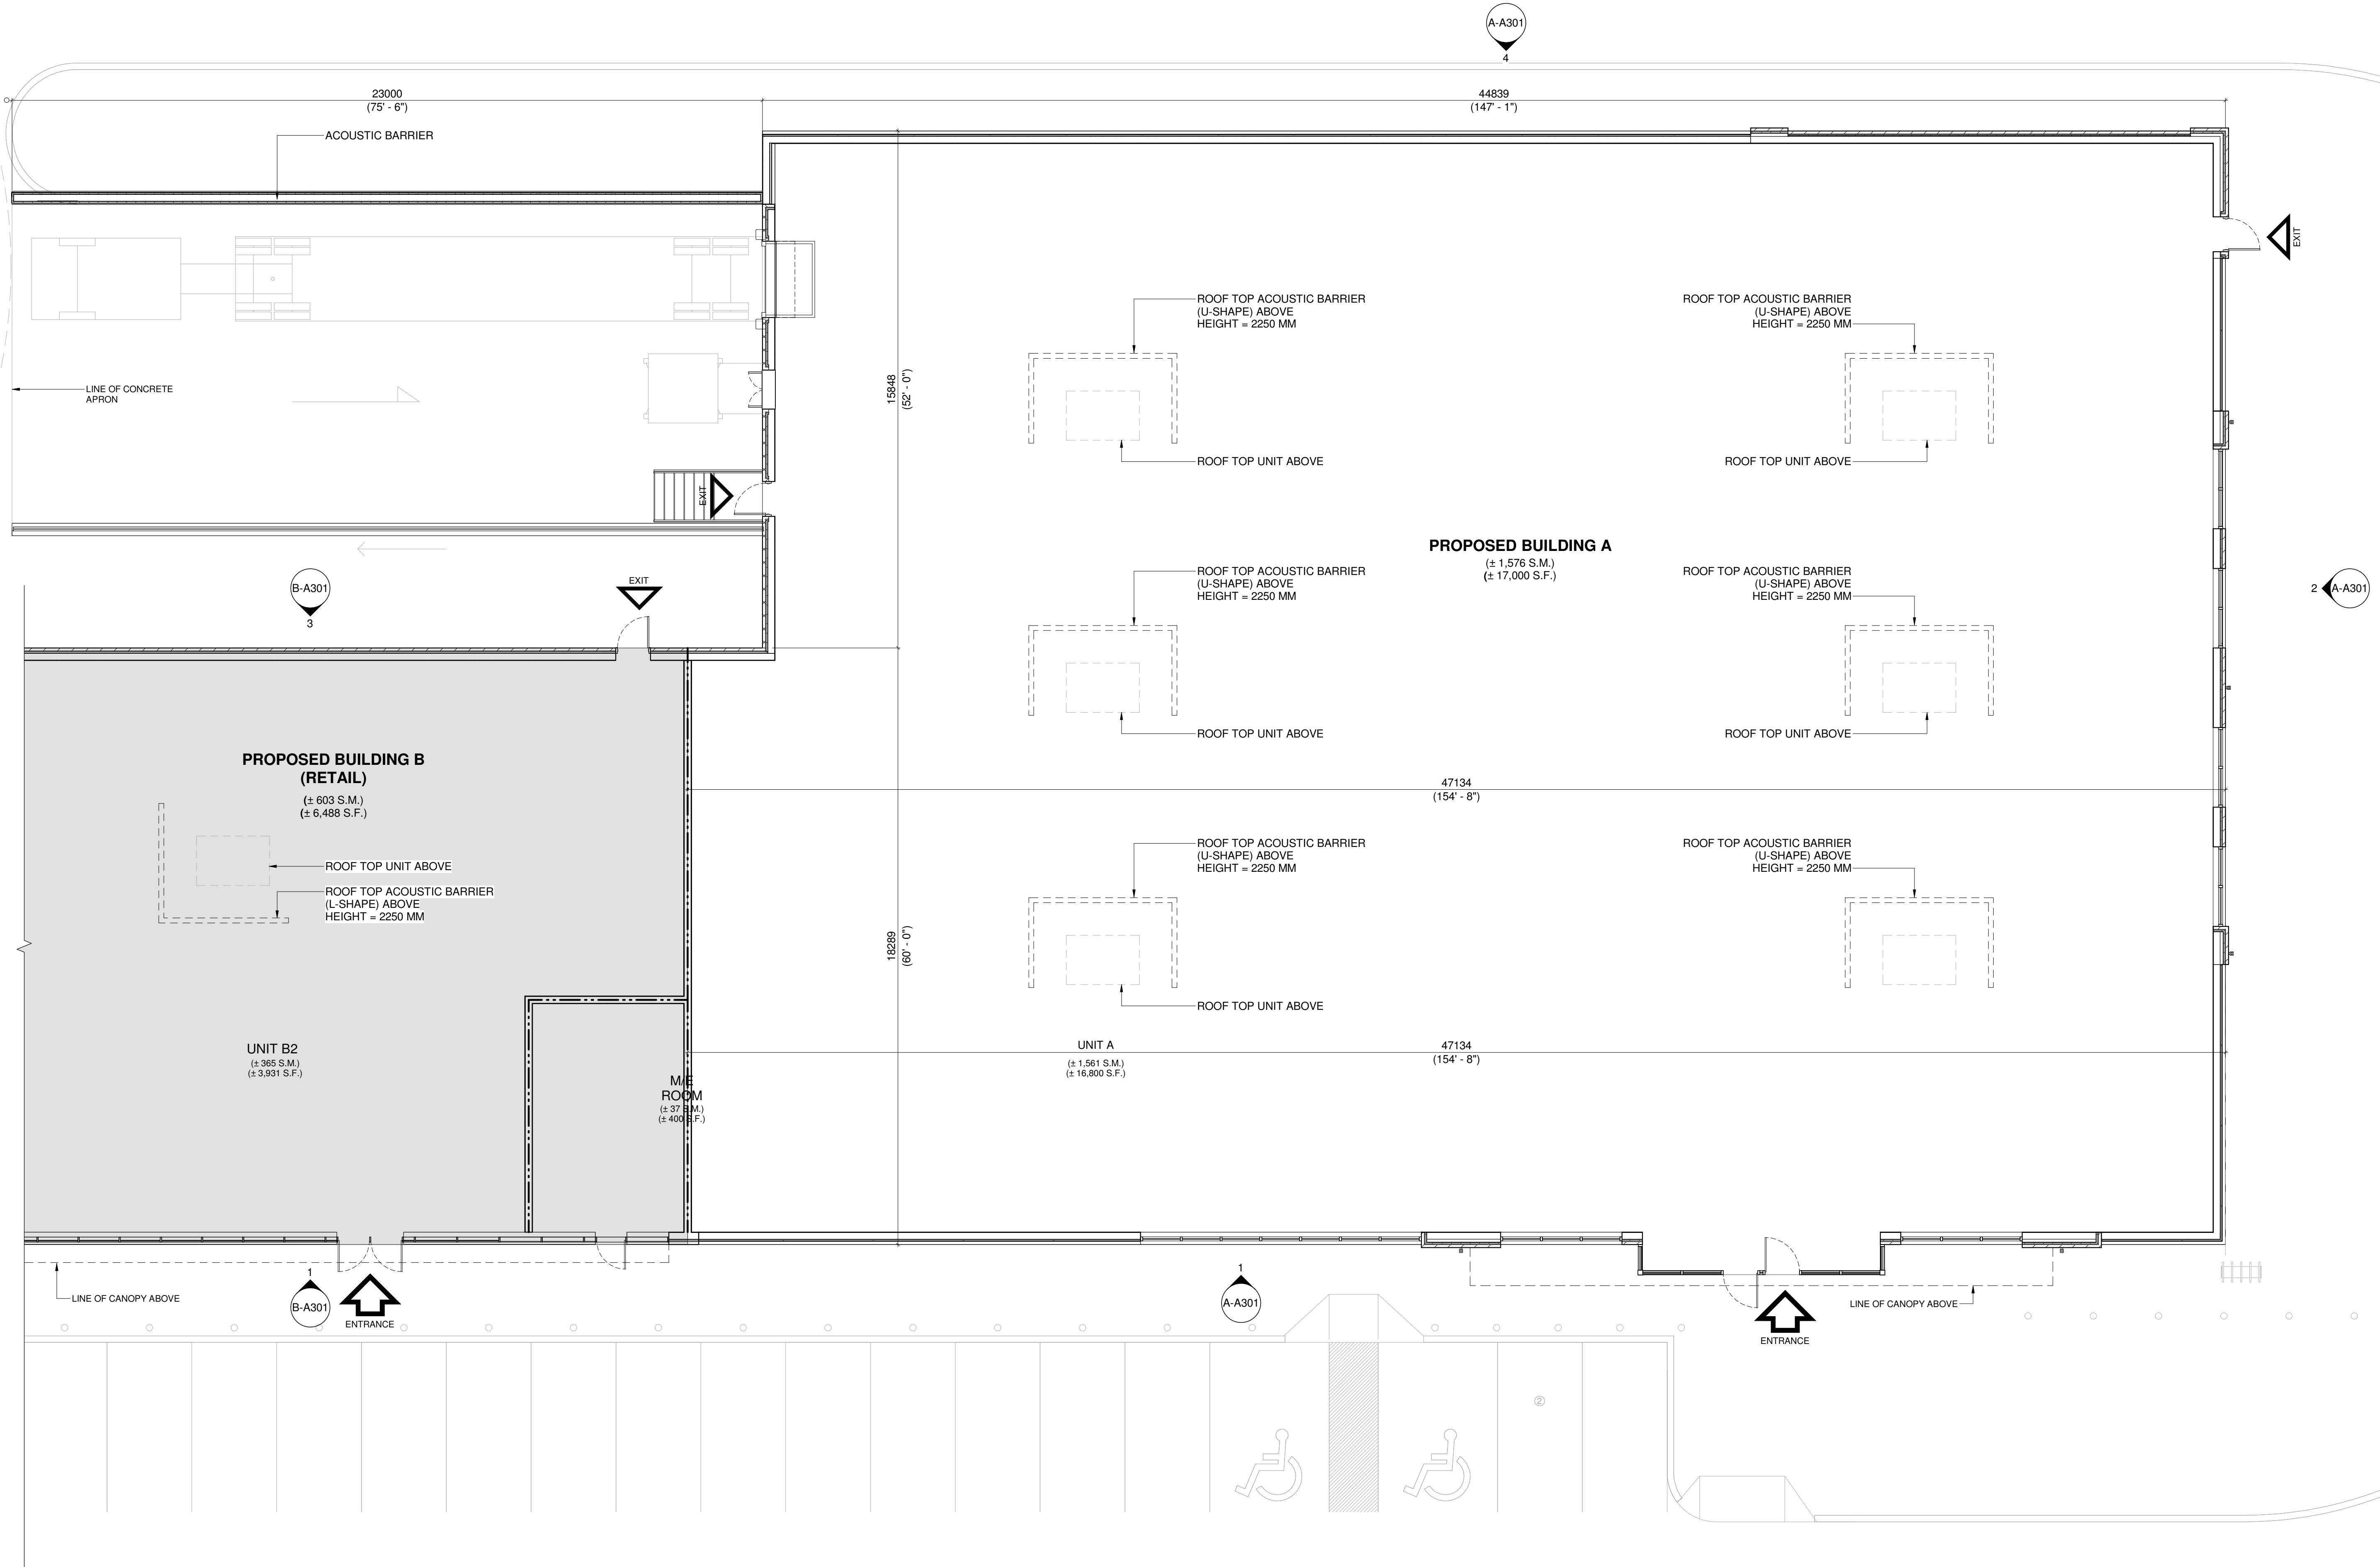 A-A301
4
23000
(75' - 6")
44839
(147' - 1")
ACOUSTIC BARRIER
EXIT
ROOF TOP ACOUSTIC BARRIER
(U-SHAPE) ABOVE
HEIGHT = 2250 MM
ROOF TOP ACOUSTIC BARRIER
(U-SHAPE) ABOVE
HEIGHT = 2250 MM
LINE OF CONCRETE
APRON
15848
(52' - 0")
ROOF TOP UNIT ABOVE
ROOF TOP UNIT ABOVE
EXIT
PROPOSED BUILDING A
(± 1,576 S.M.)
(± 17,000 S.F.)
B-A301
3
EXIT
ROOF TOP ACOUSTIC BARRIER
(U-SHAPE) ABOVE
HEIGHT = 2250 MM
ROOF TOP ACOUSTIC BARRIER
(U-SHAPE) ABOVE
HEIGHT = 2250 MM
2
A-A301
ROOF TOP UNIT ABOVE
ROOF TOP UNIT ABOVE
PROPOSED BUILDING B
(RETAIL)
(± 603 S.M.)
(± 6,488 S.F.)
47134
(154' - 8")
ROOF TOP UNIT ABOVE
ROOF TOP ACOUSTIC BARRIER
(L-SHAPE) ABOVE
HEIGHT = 2250 MM
ROOF TOP ACOUSTIC BARRIER
(U-SHAPE) ABOVE
HEIGHT = 2250 MM
ROOF TOP ACOUSTIC BARRIER
(U-SHAPE) ABOVE
HEIGHT = 2250 MM
18289
(60' - 0")
ROOF TOP UNIT ABOVE
UNIT B2
(± 365 S.M.)
(± 3,931 S.F.)
UNIT A
(± 1,561 S.M.)
(± 16,800 S.F.)
47134
(154' - 8")
M/E
ROOM
(± 37 S.M.)
(± 400 S.F.)
LINE OF CANOPY ABOVE
1
B-A301
ENTRANCE
1
A-A301
LINE OF CANOPY ABOVE
ENTRANCE
2